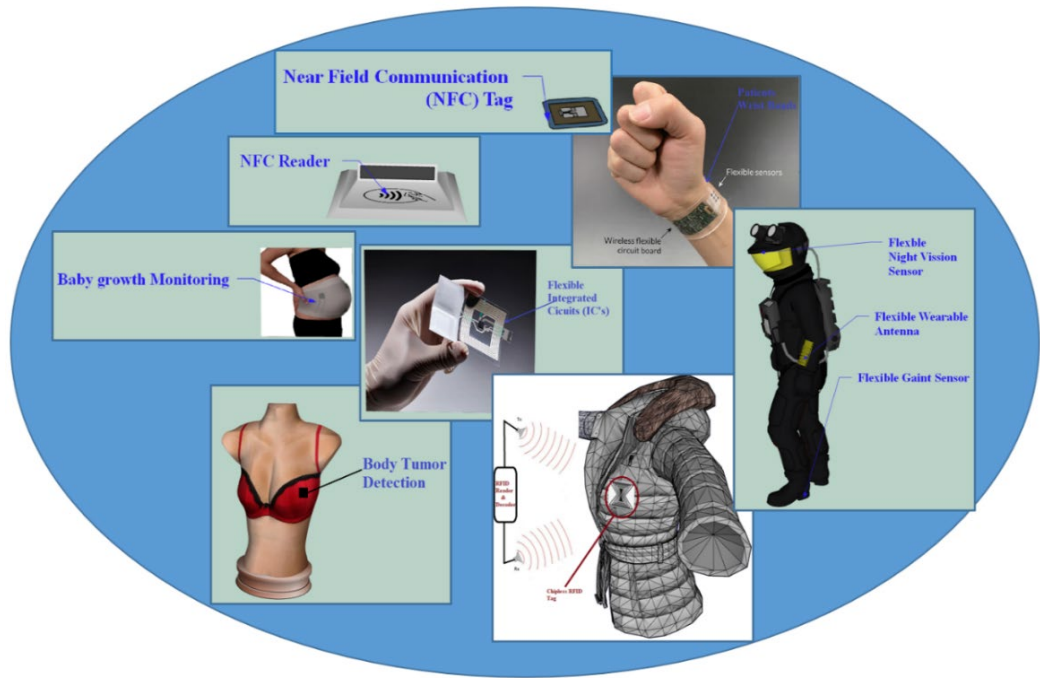 Near Field Communication
(NFC) Tag
Patients
Wrist Health
Flexible sensors
Wireless flexible
circuit board
NFC Reader
Baby growth Monitoring
Flexible
Integrated
Cicuits (IC's)
Flexble
Night Vission
Sensor
Flexible Wearable
Antenna
Flexible Gaint Sensor
Body Tumor
Detection
RFID
Reader
&
Decoder
Chipless RFID
Tag